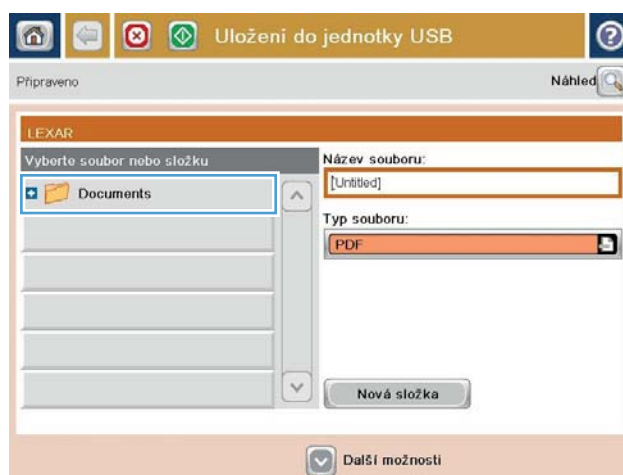 Uložení do jednotky USB
Připraveno
Náhled
LEXAR
Vyberte soubor nebo složku
Documents
Název souboru:
[Untitled]
Typ souboru:
PDF
Nová složka
Další možnosti